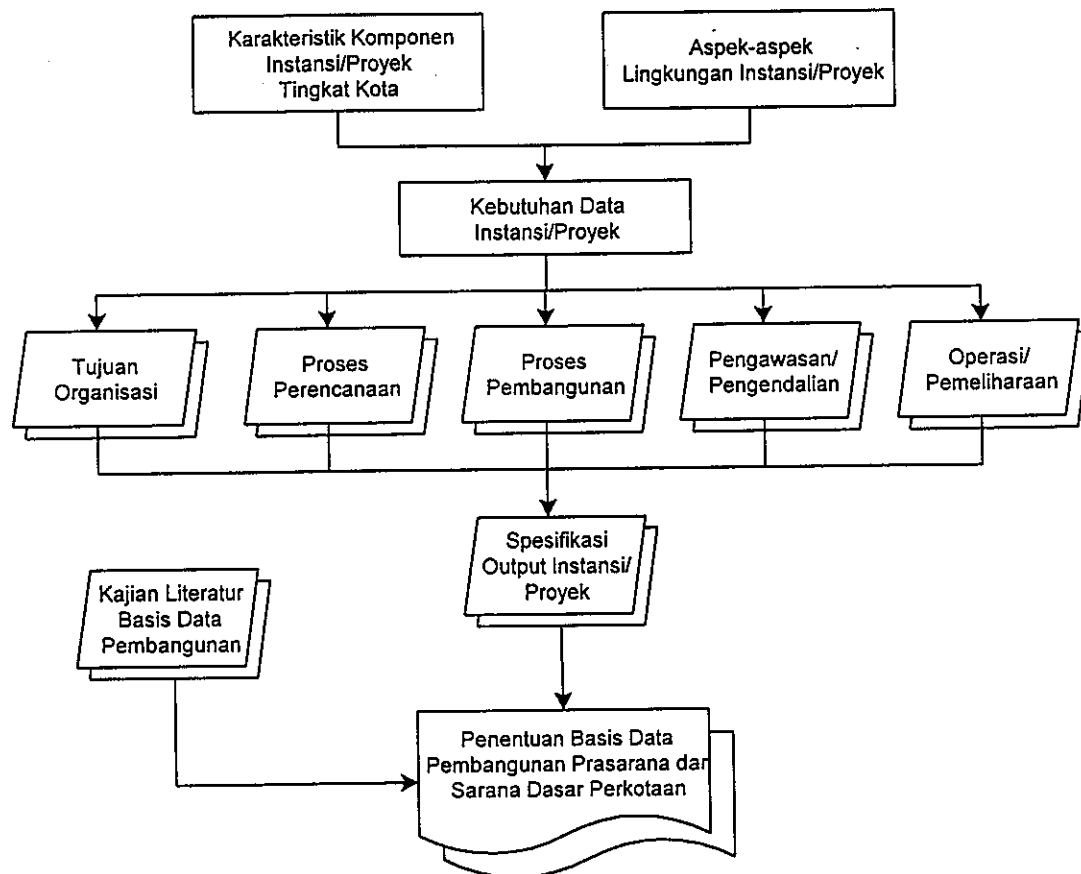 Karakteristik Komponen
Instansi/Proyek
Tingkat Kota
Aspek-aspek
Lingkungan Instansi/Proyek
Kebutuhan Data
Instansi/Proyek
Tujuan
Organisasi
Proses
Perencanaan
Proses
Pembangunan
Pengawasan/
Pengendalian
Operasi/
Pemeliharaan
Spesifikasi
Output Instansi/
Proyek
Kajian Literatur
Basis Data
Pembangunan
Penentuan Basis Data
Pembangunan Prasarana dan
Sarana Dasar Perkotaan